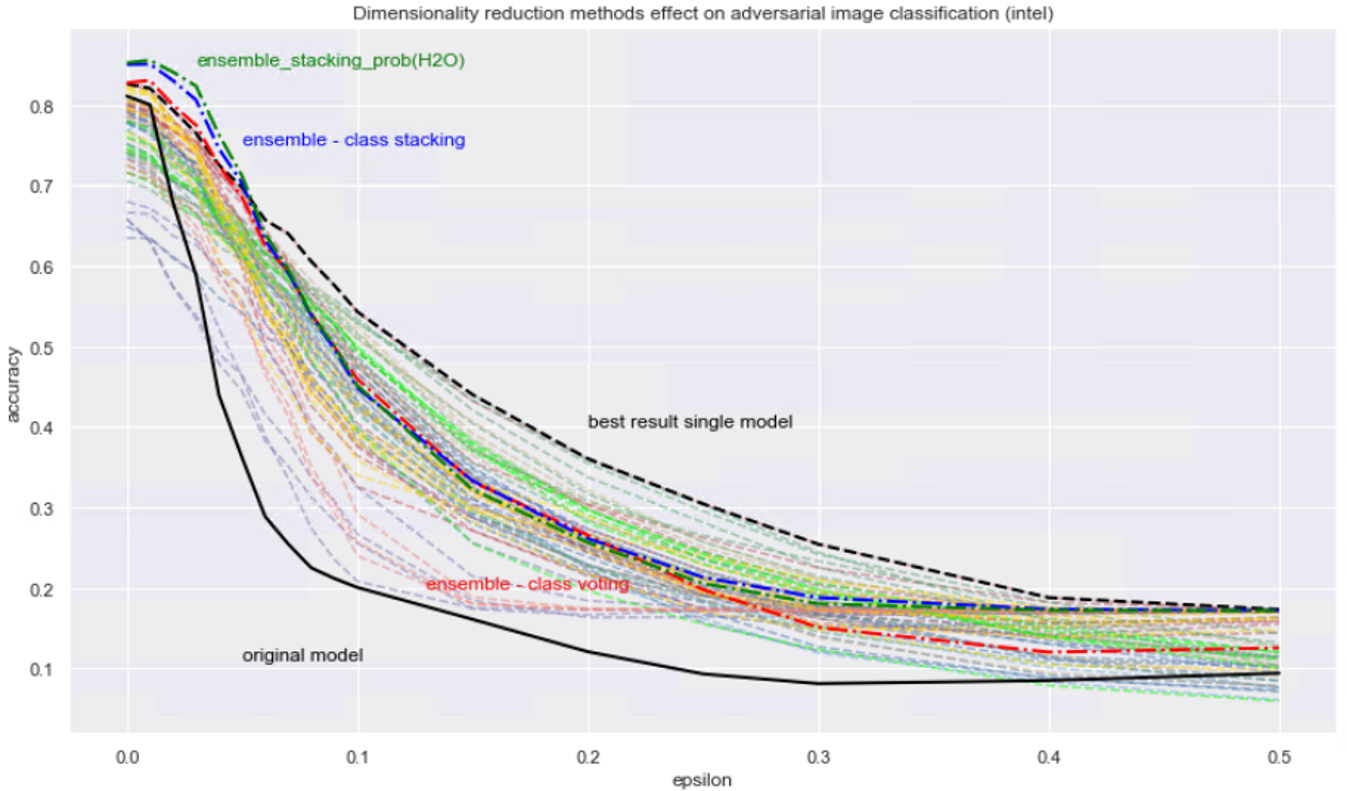 Dimensionality reduction methods effect on adversarial image classification (intel)
ensemble_stacking_prob(H2O)
ensemble - class stacking
best result single model
ensemble - class voting
original model
accuracy
0.8
0.7
0.6
0.5
0.4
0.3
0.2
0.1
0.0 0.1 0.2 0.3 0.4 0.5
epsilon